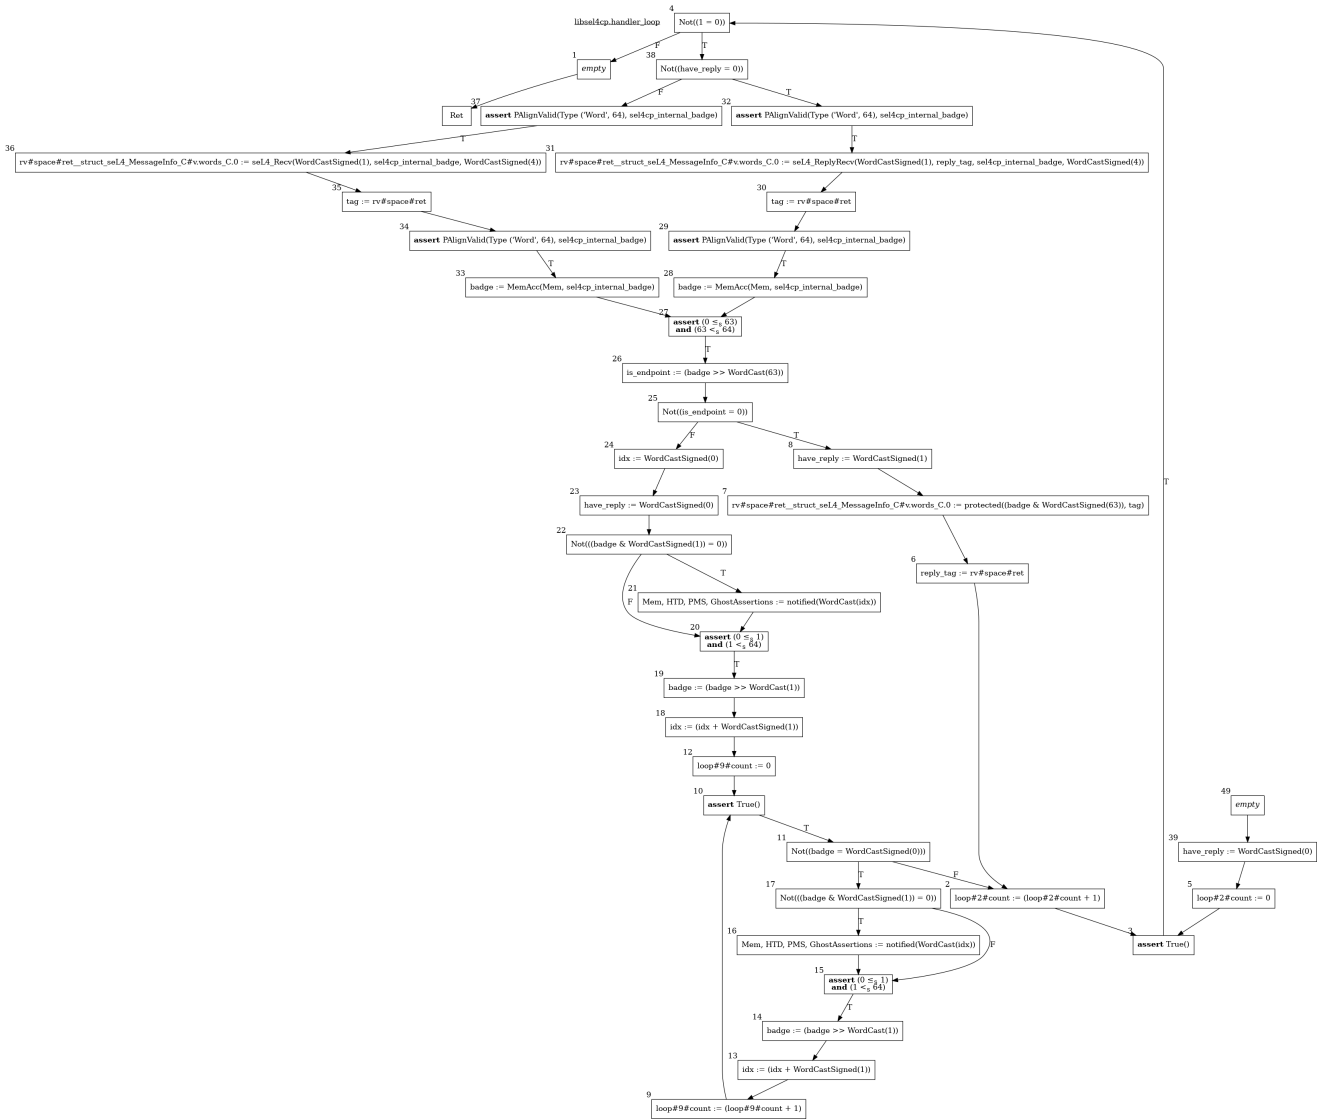 libsel4cp.handler_loop
4
Not((1 = 0))
F
T
1
empty
38
Not((have_reply = 0))
F
T
Ret
37
assert PAlignValid(Type ('Word', 64), sel4cp_internal_badge)
32
assert PAlignValid(Type ('Word', 64), sel4cp_internal_badge)
T
T
36
rv#space#ret__struct_seL4_MessageInfo_C#v.words_C.0 := seL4_Recv(WordCastSigned(1), sel4cp_internal_badge, WordCastSigned(4))
31
rv#space#ret__struct_seL4_MessageInfo_C#v.words_C.0 := seL4_ReplyRecv(WordCastSigned(1), reply_tag, sel4cp_internal_badge, WordCastSigned(4))
35
tag := rv#space#ret
30
tag := rv#space#ret
34
assert PAlignValid(Type ('Word', 64), sel4cp_internal_badge)
29
assert PAlignValid(Type ('Word', 64), sel4cp_internal_badge)
T
T
33
badge := MemAcc(Mem, sel4cp_internal_badge)
28
badge := MemAcc(Mem, sel4cp_internal_badge)
27
assert (0 ≤s 63)
and (63 <s 64)
T
26
is_endpoint := (badge >> WordCast(63))
25
Not((is_endpoint = 0))
F
T
24
idx := WordCastSigned(0)
8
have_reply := WordCastSigned(1)
T
23
have_reply := WordCastSigned(0)
7
rv#space#ret__struct_seL4_MessageInfo_C#v.words_C.0 := protected((badge & WordCastSigned(63)), tag)
22
Not(((badge & WordCastSigned(1)) = 0))
T
6
reply_tag := rv#space#ret
F
21
Mem, HTD, PMS, GhostAssertions := notified(WordCast(idx))
20
assert (0 ≤s 1)
and (1 <s 64)
T
19
badge := (badge >> WordCast(1))
18
idx := (idx + WordCastSigned(1))
12
loop#9#count := 0
10
assert True()
49
empty
T
11
Not((badge = WordCastSigned(0)))
39
have_reply := WordCastSigned(0)
T
F
17
Not(((badge & WordCastSigned(1)) = 0))
2
loop#2#count := (loop#2#count + 1)
5
loop#2#count := 0
T
F
16
Mem, HTD, PMS, GhostAssertions := notified(WordCast(idx))
3
assert True()
15
assert (0 ≤s 1)
and (1 <s 64)
T
14
badge := (badge >> WordCast(1))
13
idx := (idx + WordCastSigned(1))
9
loop#9#count := (loop#9#count + 1)